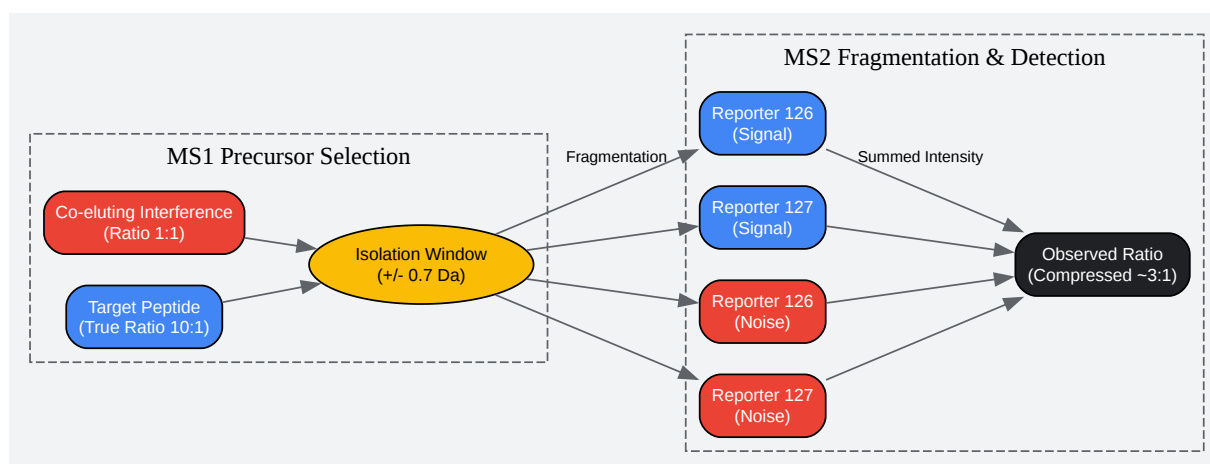 MS1 Precursor Selection
Co-eluting Interference
(Ratio 1:1)
Target Peptide
(True Ratio 10:1)
Isolation Window
(+/- 0.7 Da)
Fragmentation
MS2 Fragmentation & Detection
Reporter 126
(Signal)
Reporter 127
(Signal)
Reporter 126
(Noise)
Reporter 127
(Noise)
Summed Intensity
Observed Ratio
(Compressed ~3:1)